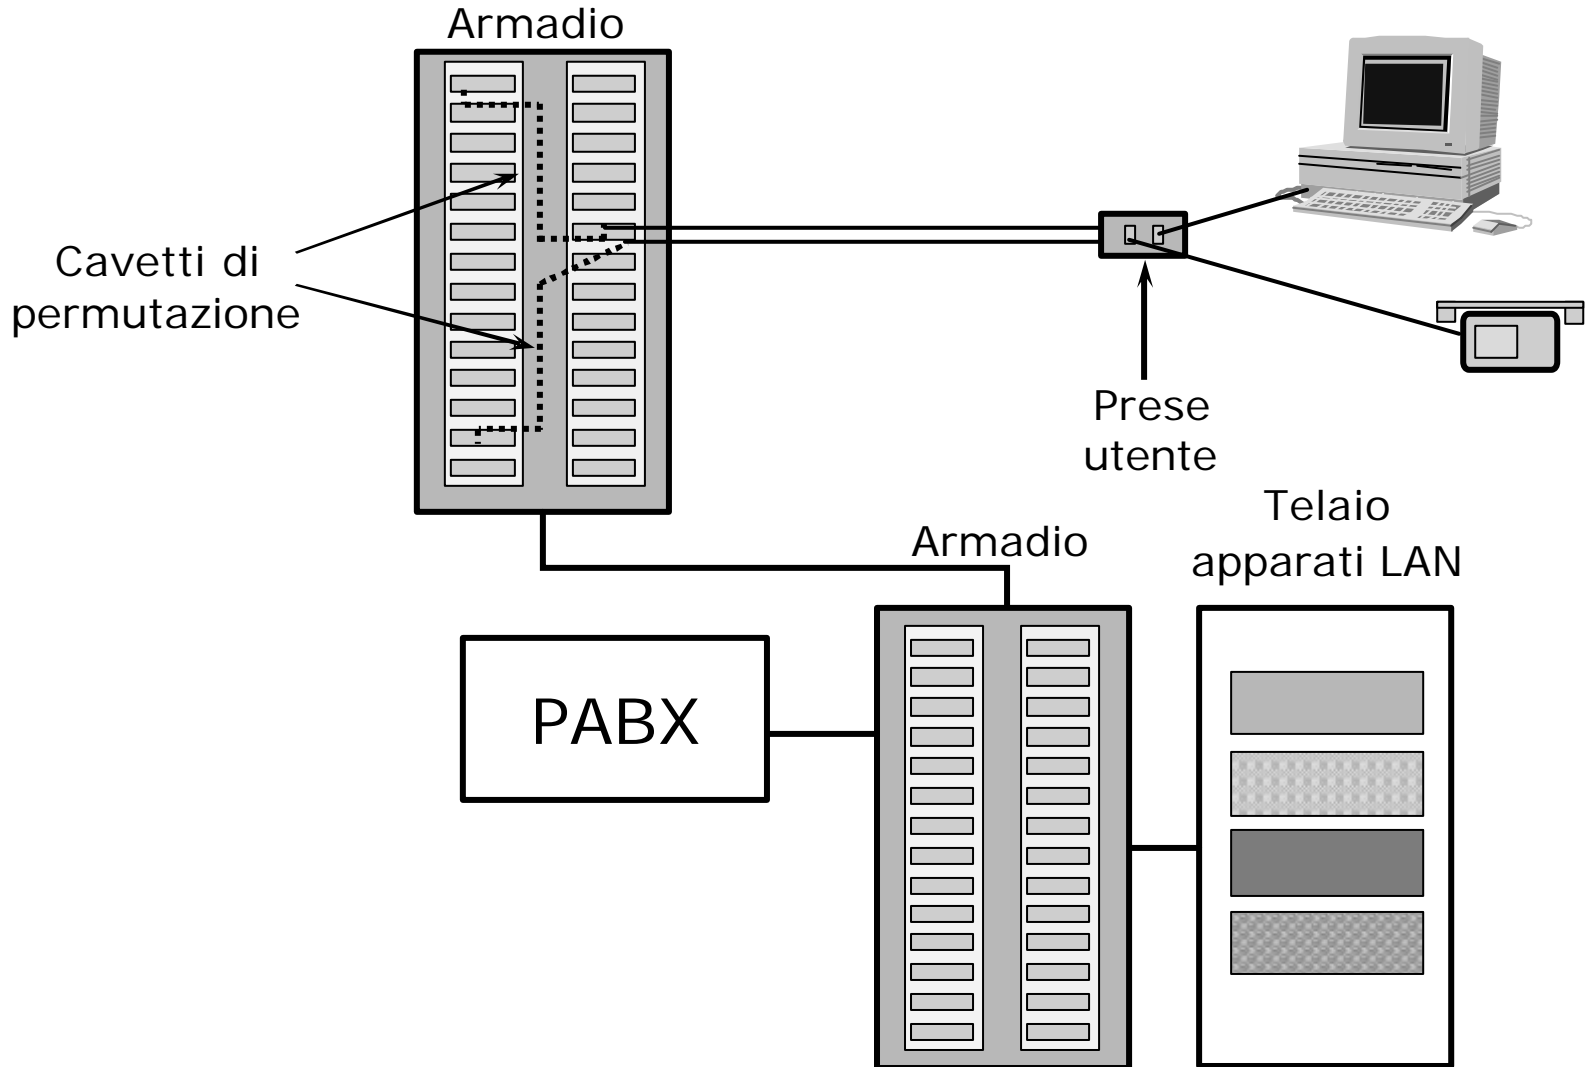 Armadio
Cavetti di
permutazione
Prese
utente
Telaio
apparati LAN
Armadio
PABX